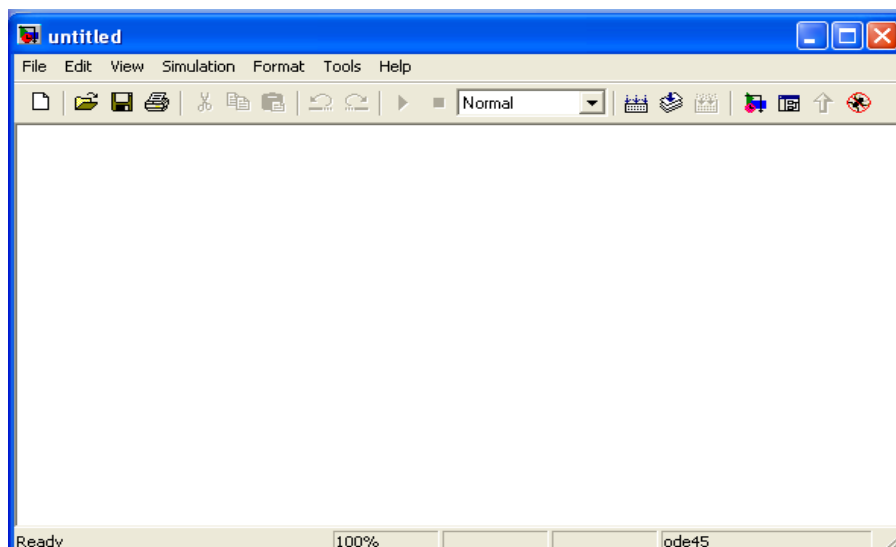 untitled
File Edit View Simulation Format Tools Help
Normal
Ready 100% ode45